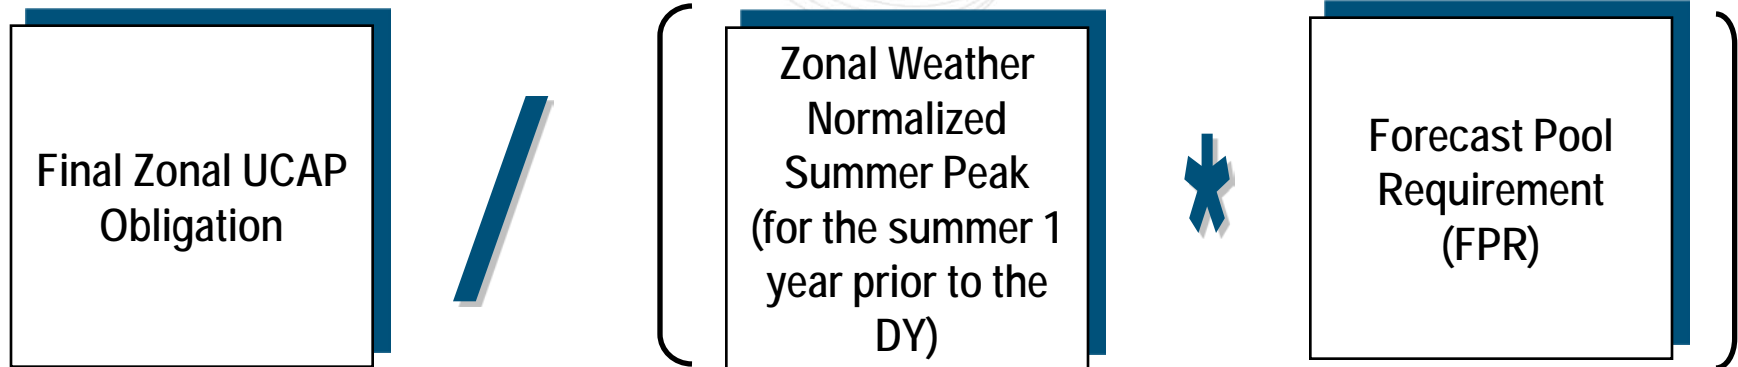 Final Zonal UCAP
Obligation
/
(
Zonal Weather
Normalized
Summer Peak
(for the summer 1
year prior to the
DY)
*
Forecast Pool
Requirement
(FPR)
)